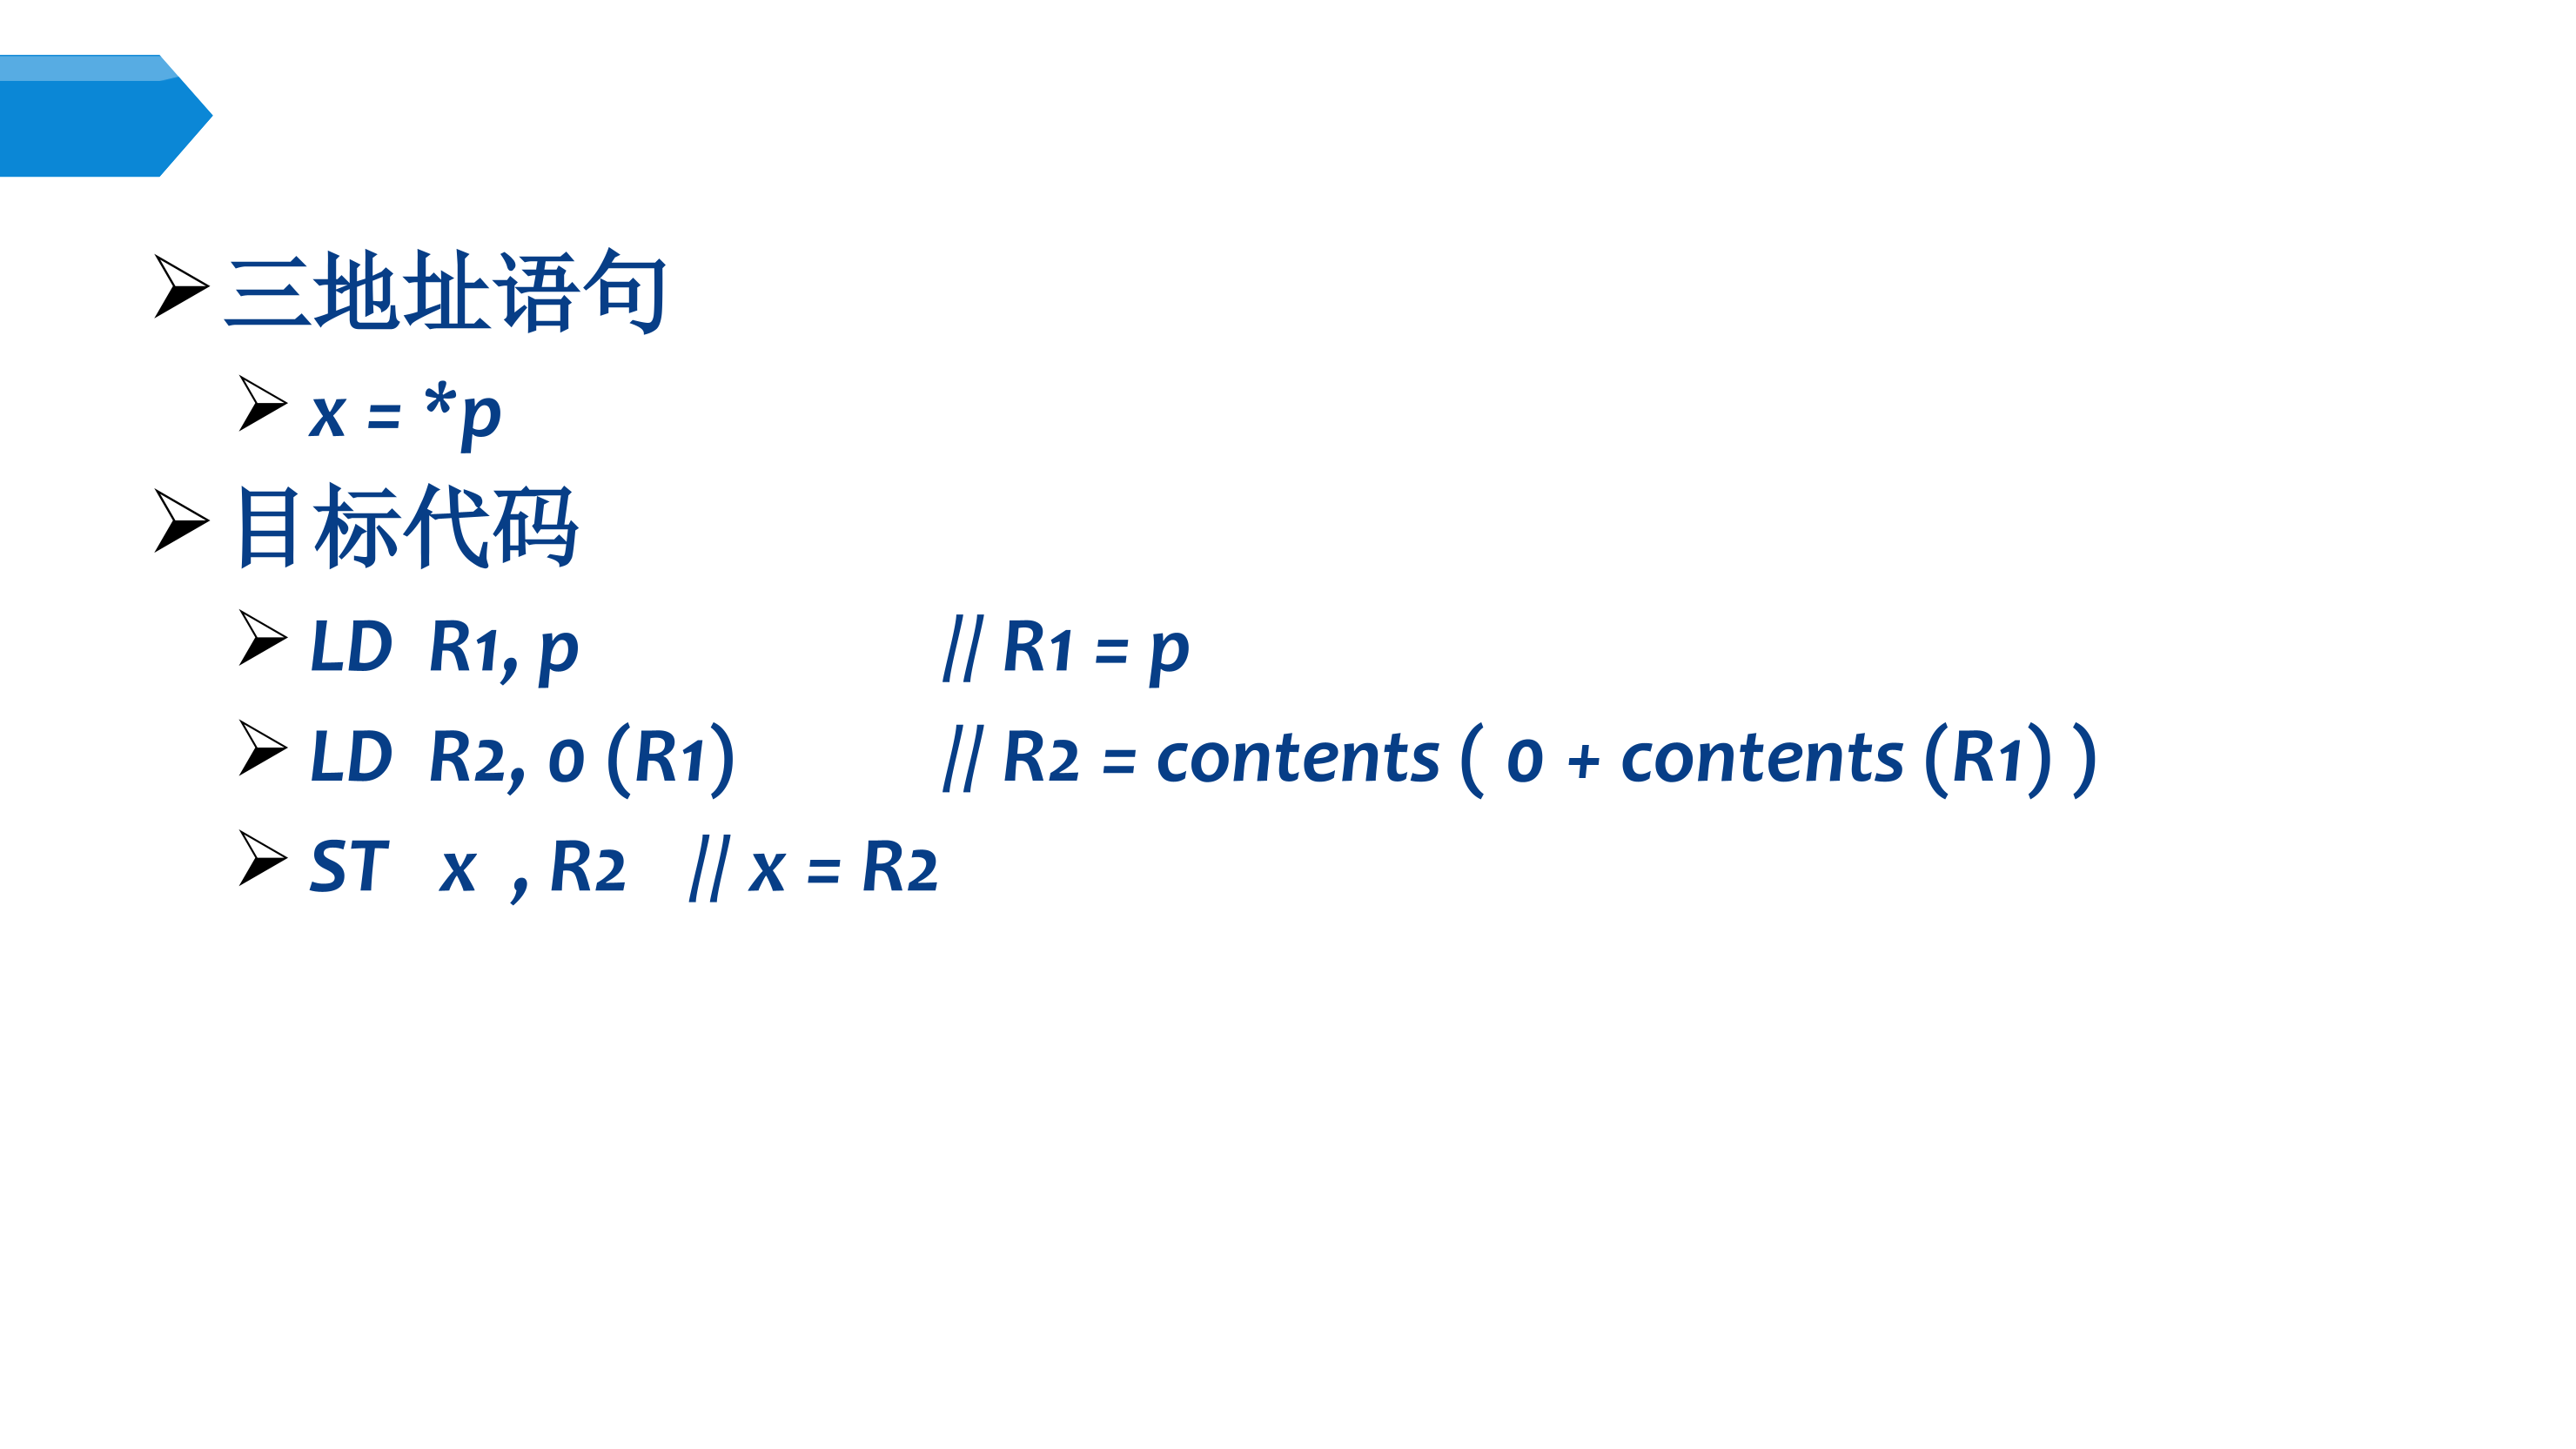 三地址语句
x = *p
目标代码
LD R1, p // R1 = p
LD R2, 0 (R1) // R2 = contents ( 0 + contents (R1) )
ST x , R2 // x = R2